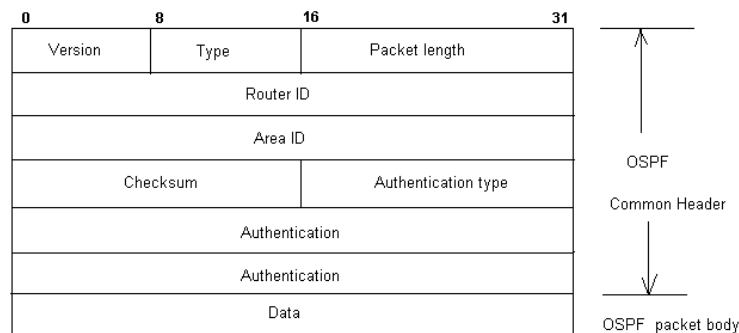 0 8 16 31
Version Type Packet length
Router ID
Area ID
Checksum Authentication type
Authentication
Authentication
Data
OSPF
Common Header
OSPF packet body